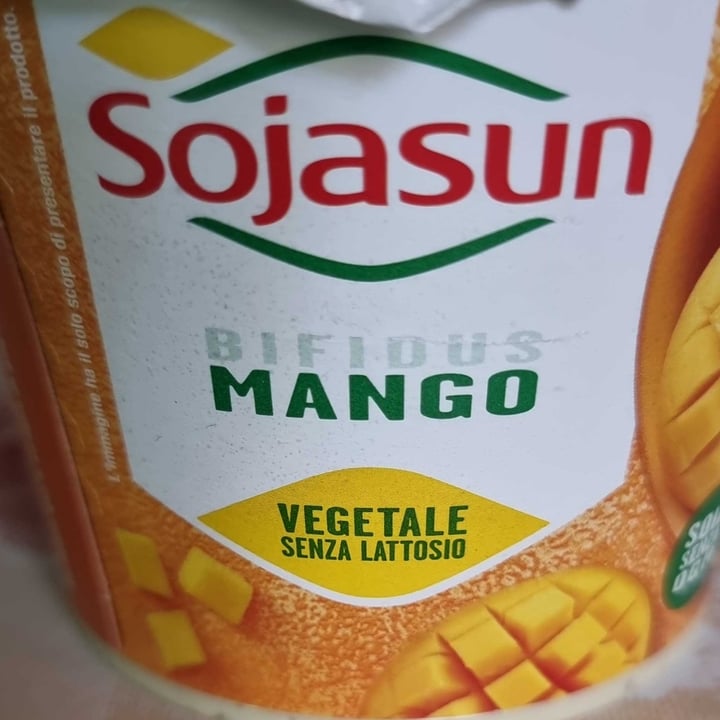 Sojasun
BIFIDUS
MANGO
VEGETALE
SENZA LATTOSIO
L'immagine ha il solo scopo di presentare il prodotto.